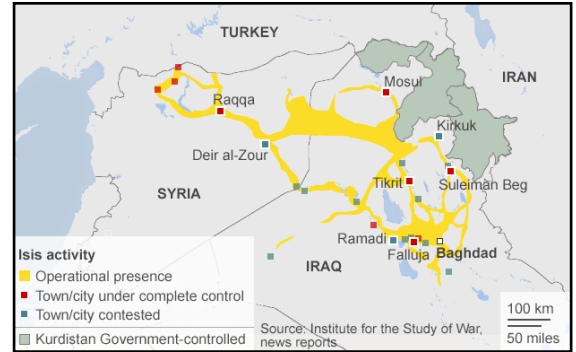 TURKEY
IRAN
Mosul
Raqqa
Kirkuk
Deir al-Zour
Tikrit
Suleiman Beg
SYRIA
Ramadi
Baghdad
Falluja
IRAQ
Isis activity
Operational presence
Town/city under complete control
Town/city contested
Kurdistan Government-controlled
Source: Institute for the Study of War,
news reports
100 km
50 miles